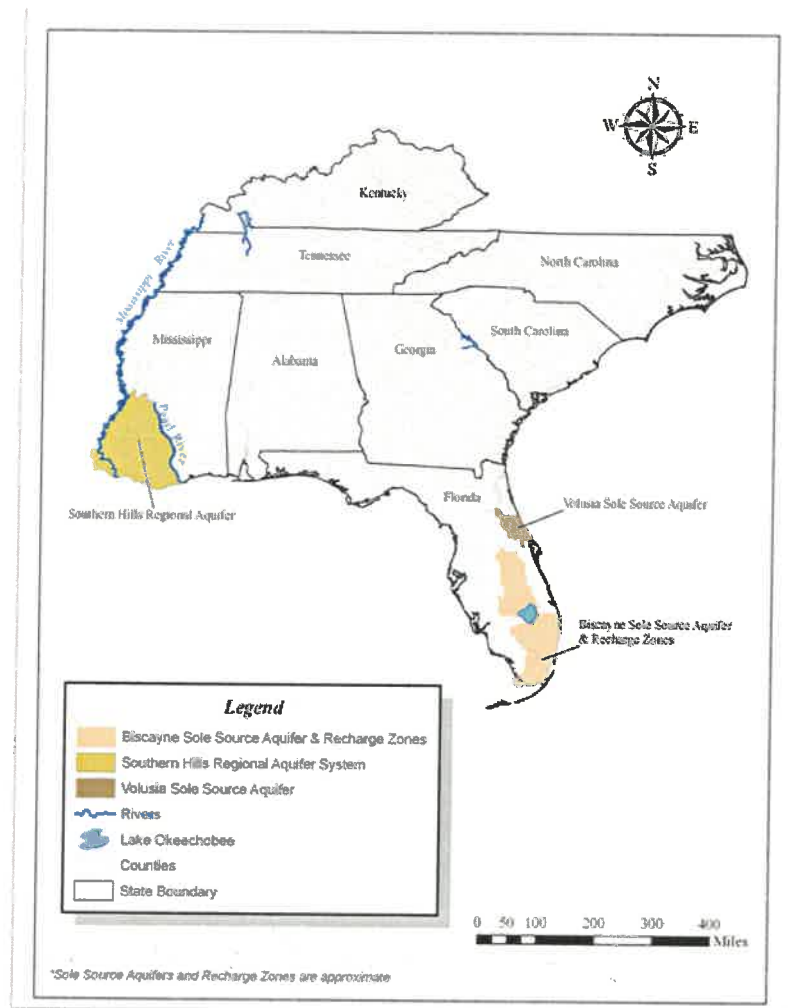 N
W E
S
Kentucky
Mississippi River
Tennessee
North Carolina
Mississippi
Alabama
Georgia
South Carolina
Pearl River
Southern Hills Regional Aquifer
Florida
Volusia Sole Source Aquifer
Biscayne Sole Source Aquifer
& Recharge Zones
Legend
Biscayne Sole Source Aquifer & Recharge Zones
Southern Hills Regional Aquifer System
Volusia Sole Source Aquifer
Rivers
Lake Okeechobee
Counties
State Boundary
0 50 100 200 300 400
Miles
*Sole Source Aquifers and Recharge Zones are approximate